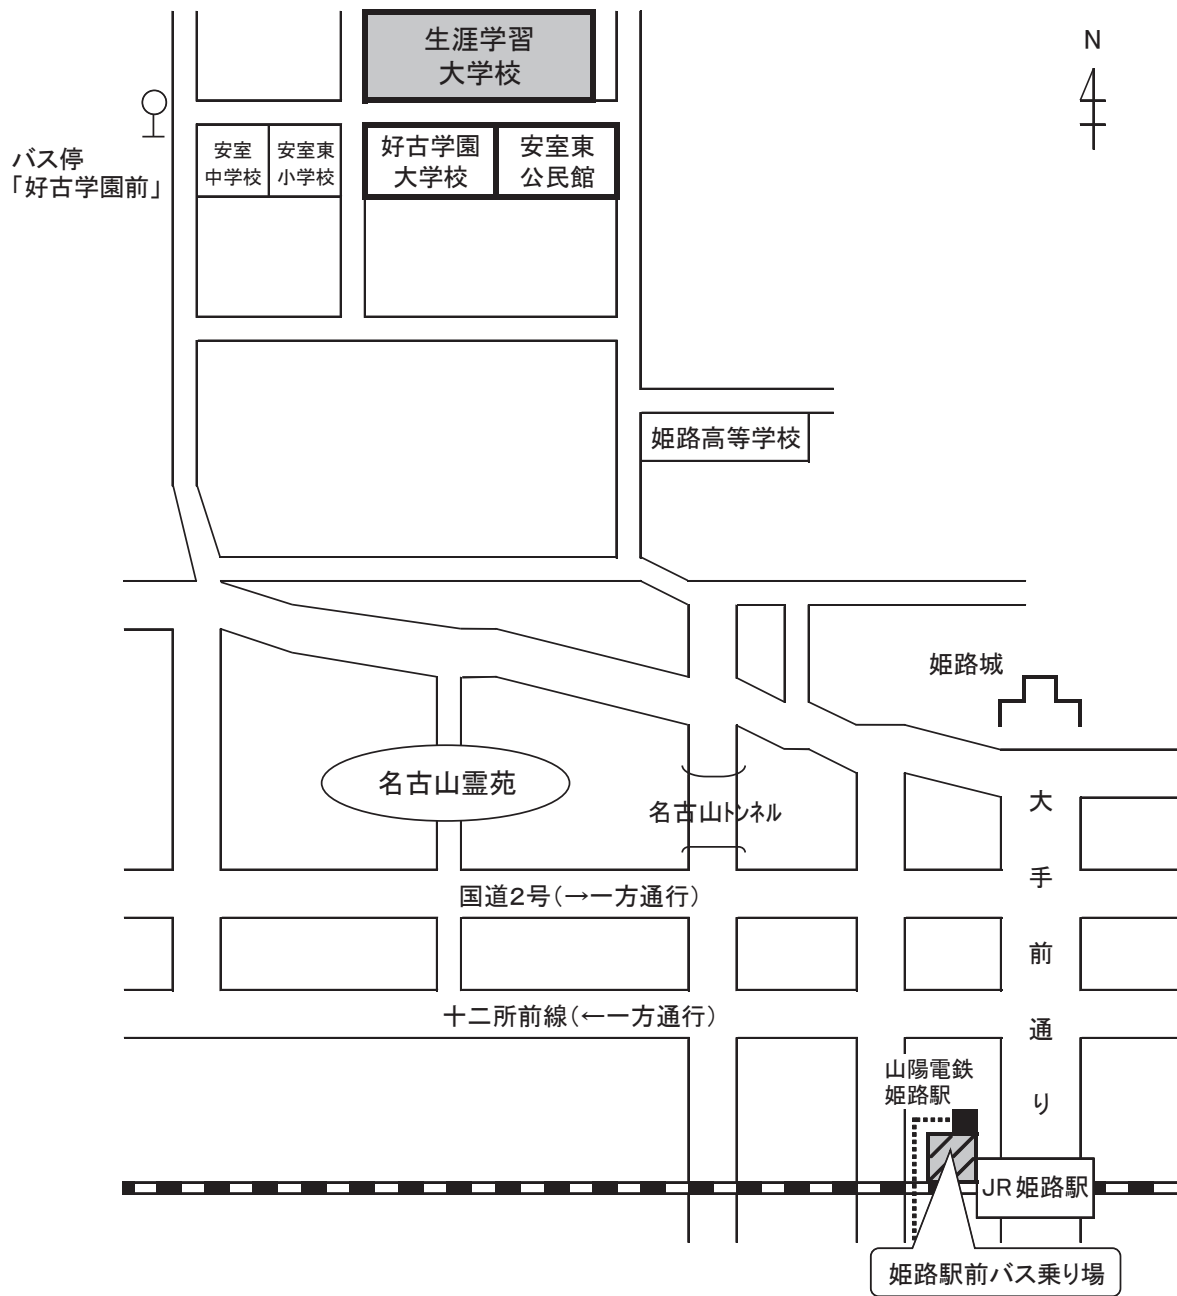 生涯学習
大学校
N
バス停
「好古学園前」
安室
中学校
安室東
小学校
好古学園
大学校
安室東
公民館
姫路高等学校
姫路城
名古山霊苑
名古山トンネル
大手前通り
国道2号(→一方通行)
十二所前線(←一方通行)
山陽電鉄
姫路駅
JR姫路駅
姫路駅前バス乗り場